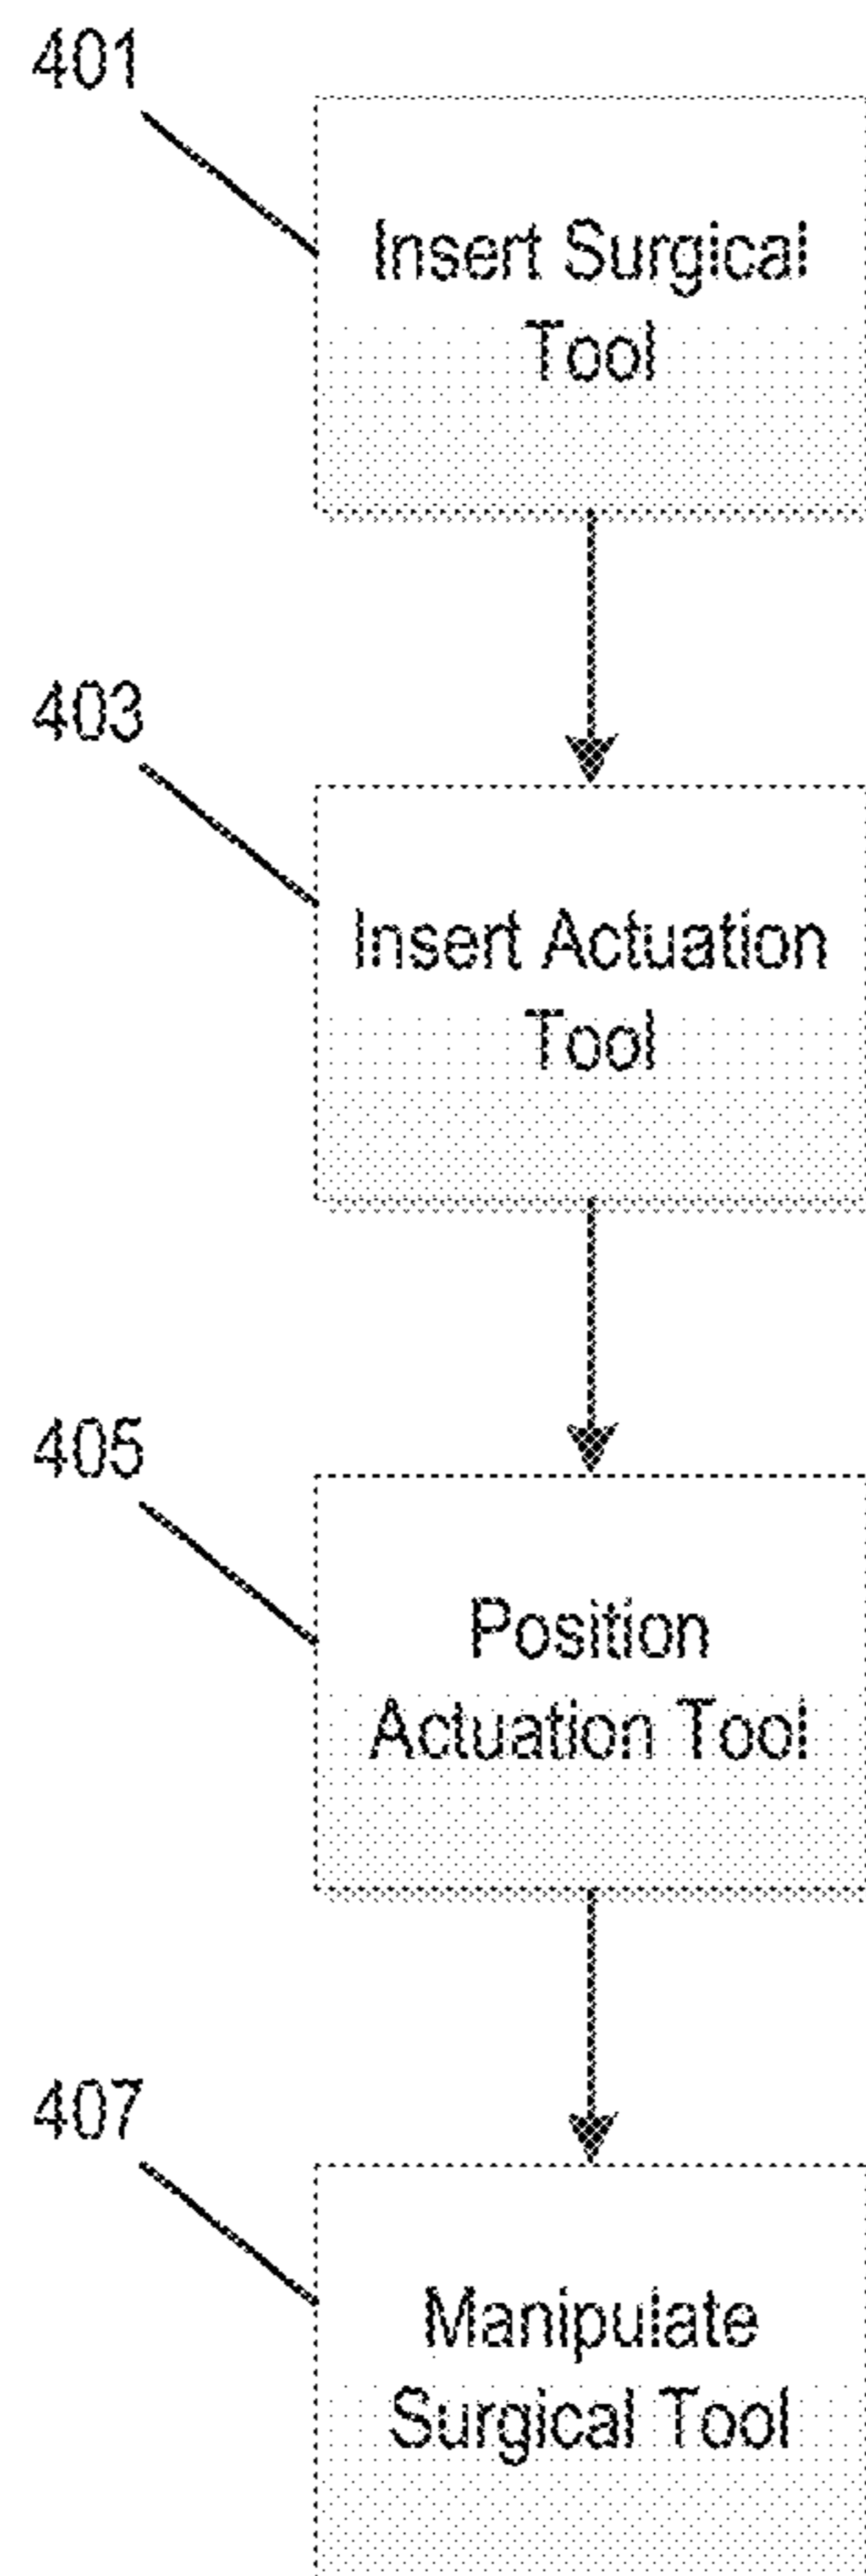 401
Insert Surgical
Tool
403
Insert Actuation
Tool
405
Position
Actuation Tool
407
Manipulate
Surgical Tool